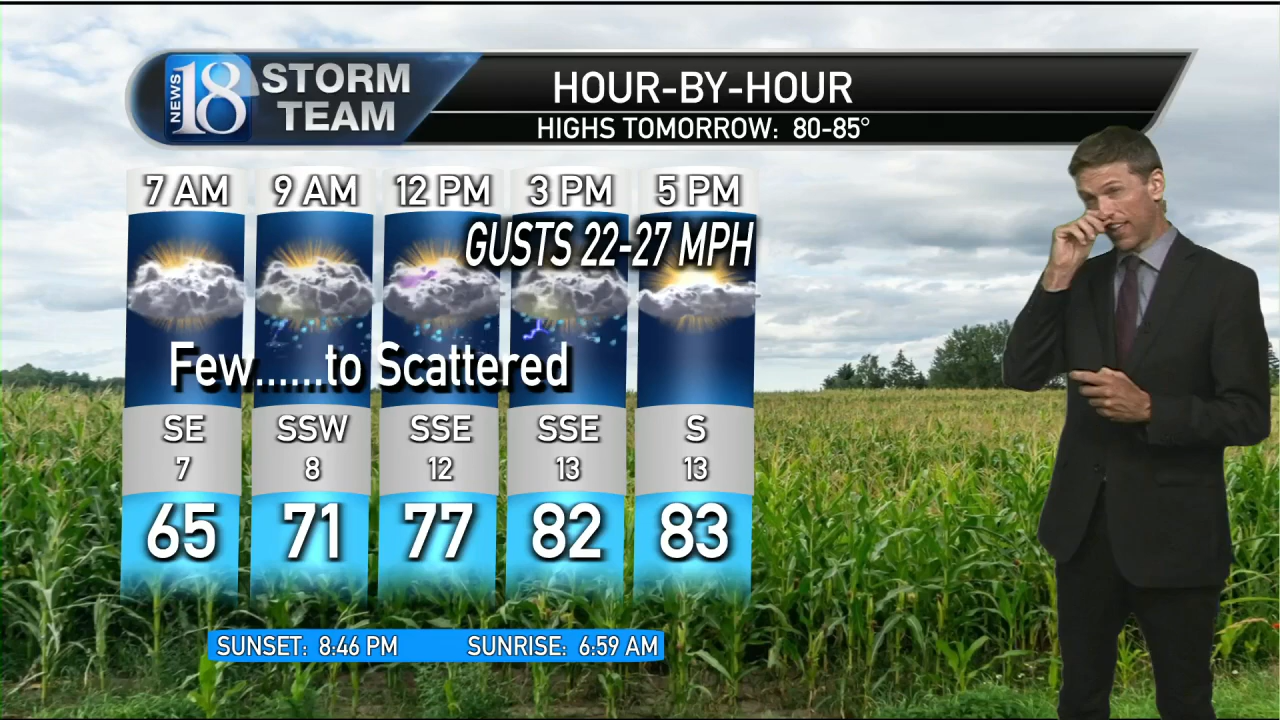 NEWS 18 STORM TEAM
HOUR-BY-HOUR
HIGHS TOMORROW: 80-85°
7 AM 9 AM 12 PM 3 PM 5 PM
GUSTS 22-27 MPH
Few......to Scattered
SE SSW SSE SSE S
7 8 12 13 13
65 71 77 82 83
SUNSET: 8:46 PM SUNRISE: 6:59 AM